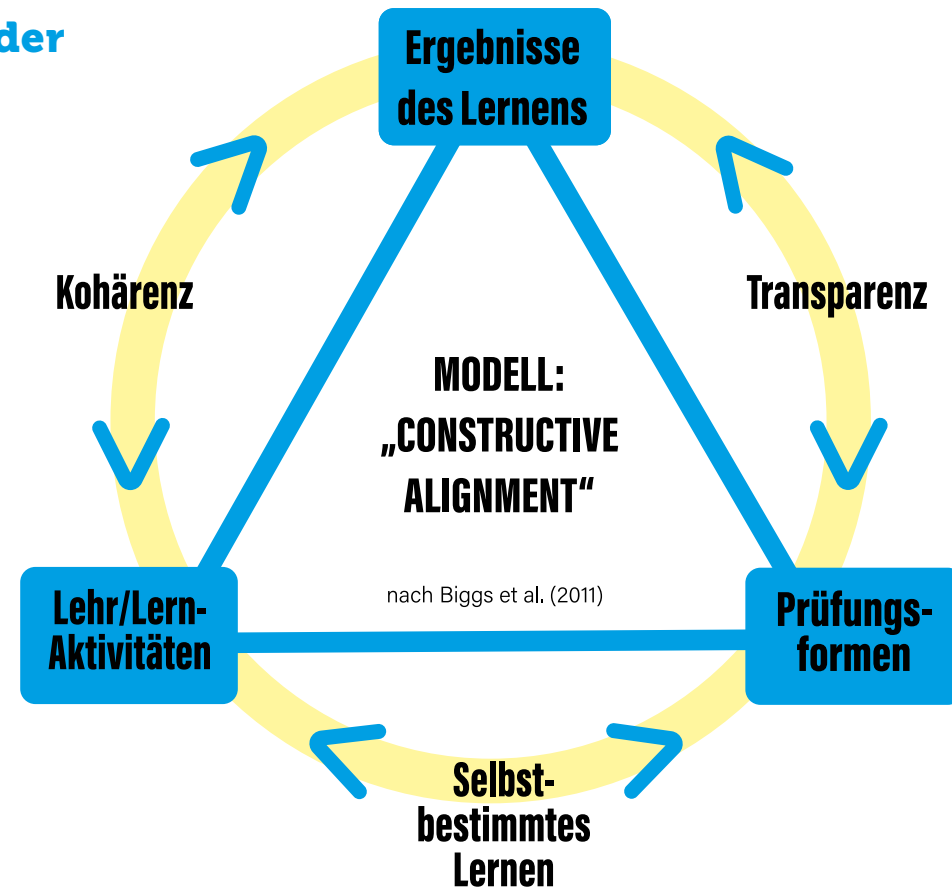 der
Ergebnisse
des Lernens
Kohärenz
Transparenz
MODELL:
„CONSTRUCTIVE
ALIGNMENT“
nach Biggs et al. (2011)
Lehr/Lern-
Aktivitäten
Prüfungs-
formen
Selbst-
bestimmtes
Lernen